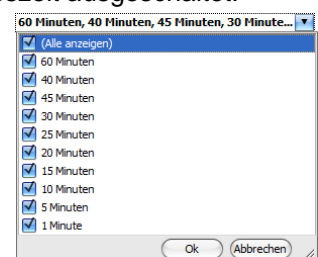 ausgeschaltet.
60 Minuten, 40 Minuten, 45 Minuten, 30 Minute...
(Alle anzeigen)
60 Minuten
40 Minuten
45 Minuten
30 Minuten
25 Minuten
20 Minuten
15 Minuten
10 Minuten
5 Minuten
1 Minute
Ok Abbrechen